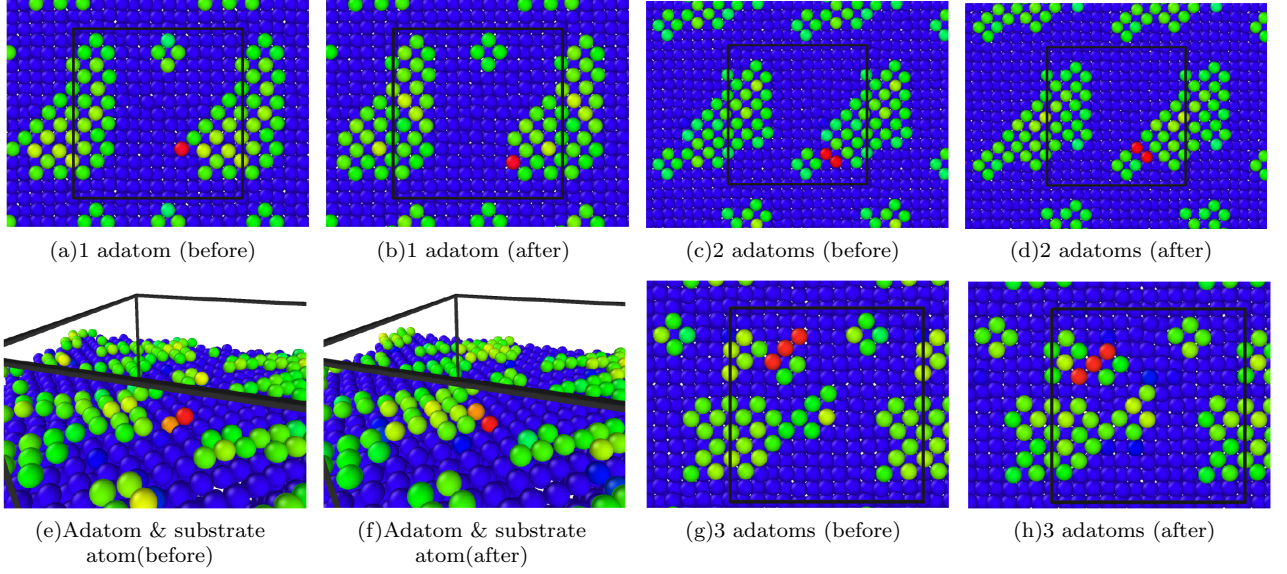 (a)1 adatom (before)
(b)1 adatom (after)
(c)2 adatoms (before)
(d)2 adatoms (after)
(e)Adatom & substrate
atom(before)
(f)Adatom & substrate
atom(after)
(g)3 adatoms (before)
(h)3 adatoms (after)